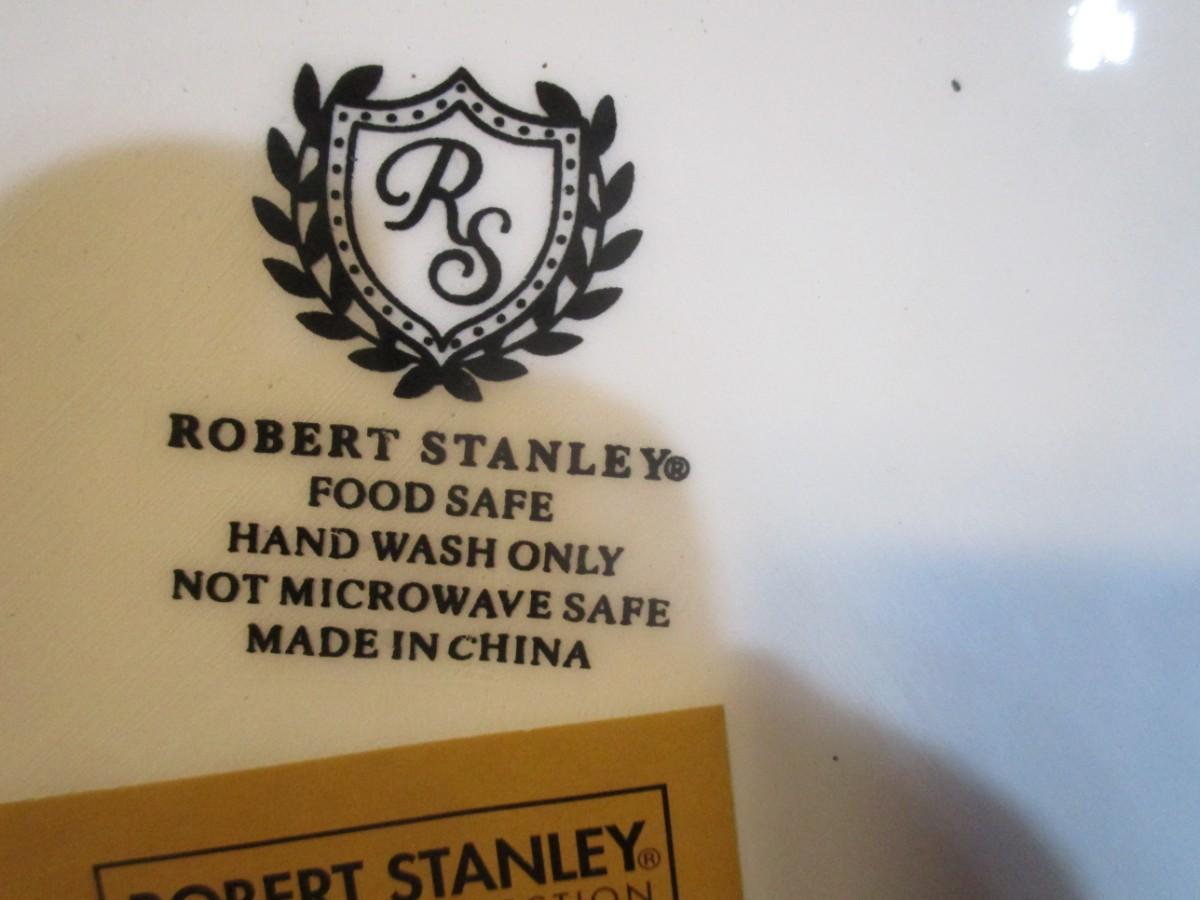 RS
ROBERT STANLEY®
FOOD SAFE
HAND WASH ONLY
NOT MICROWAVE SAFE
MADE IN CHINA
ROBERT STANLEY®